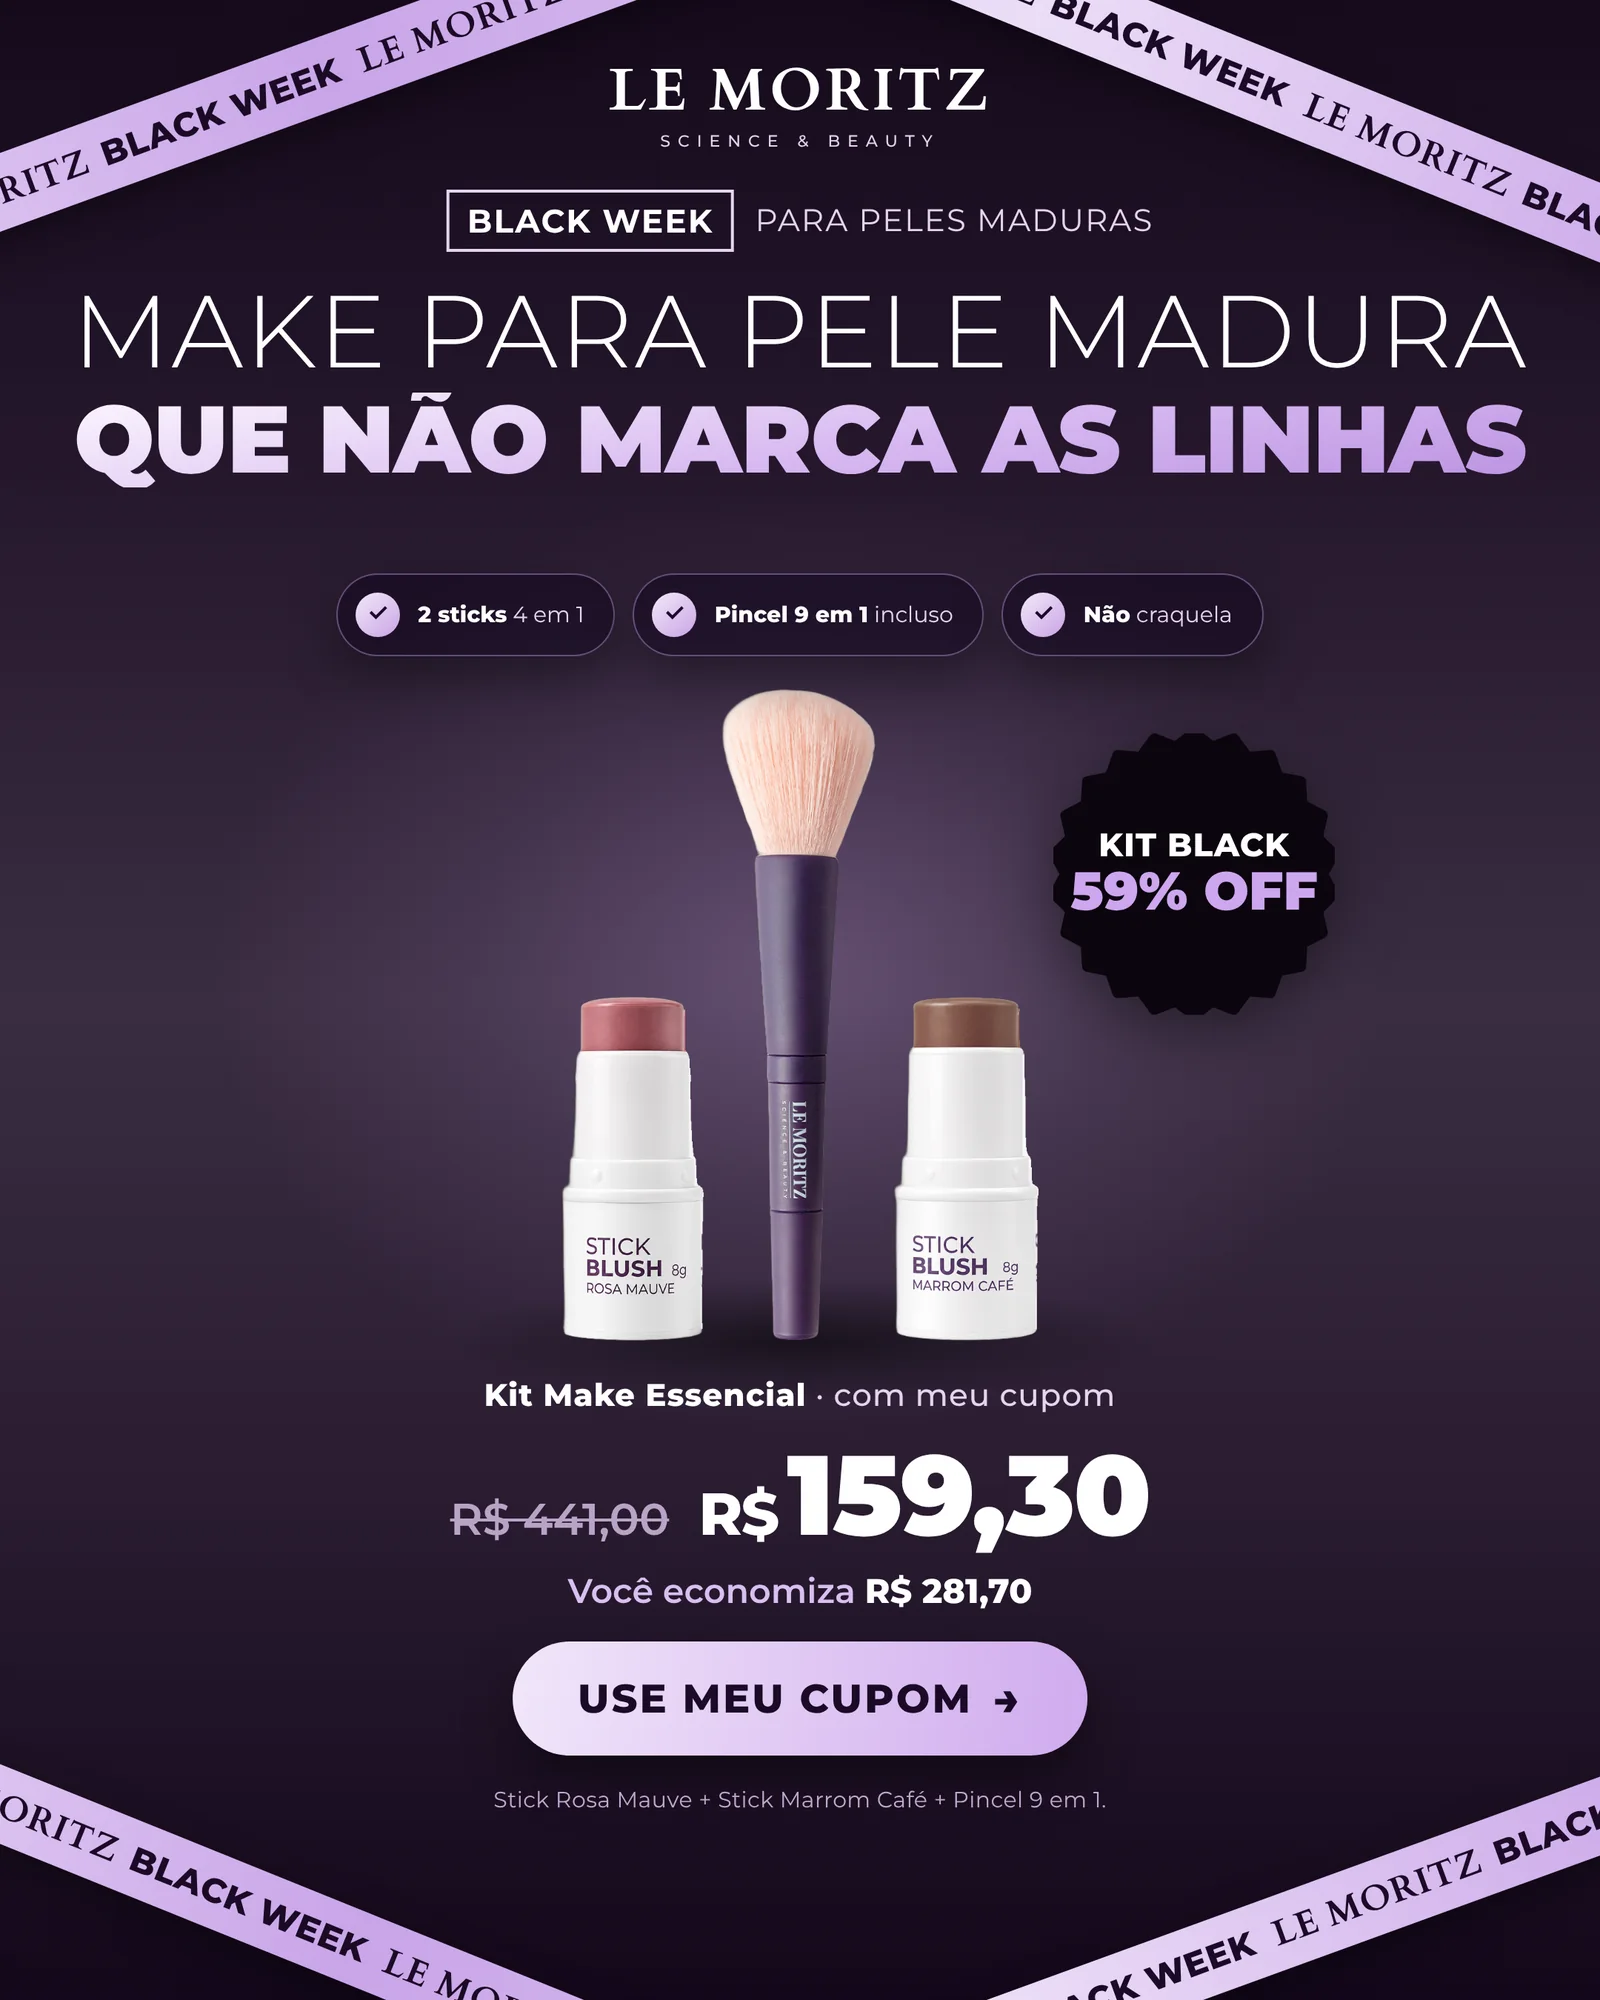 RITZ BLACK WEEK LE MORITZ
BLACK WEEK LE MORITZ BLAC
LE MORITZ
SCIENCE & BEAUTY
BLACK WEEK PARA PELES MADURAS
MAKE PARA PELE MADURA
QUE NÃO MARCA AS LINHAS
2 sticks 4 em 1
Pincel 9 em 1 incluso
Não craquela
KIT BLACK
59% OFF
LE MORITZ
SCIENCE & BEAUTY
STICK
BLUSH 8g
ROSA MAUVE
STICK
BLUSH 8g
MARROM CAFÉ
Kit Make Essencial · com meu cupom
R$ 441,00 R$ 159,30
Você economiza R$ 281,70
USE MEU CUPOM →
Stick Rosa Mauve + Stick Marrom Café + Pincel 9 em 1.
ORITZ BLACK WEEK LE MO
ACK WEEK LE MORITZ BLACK